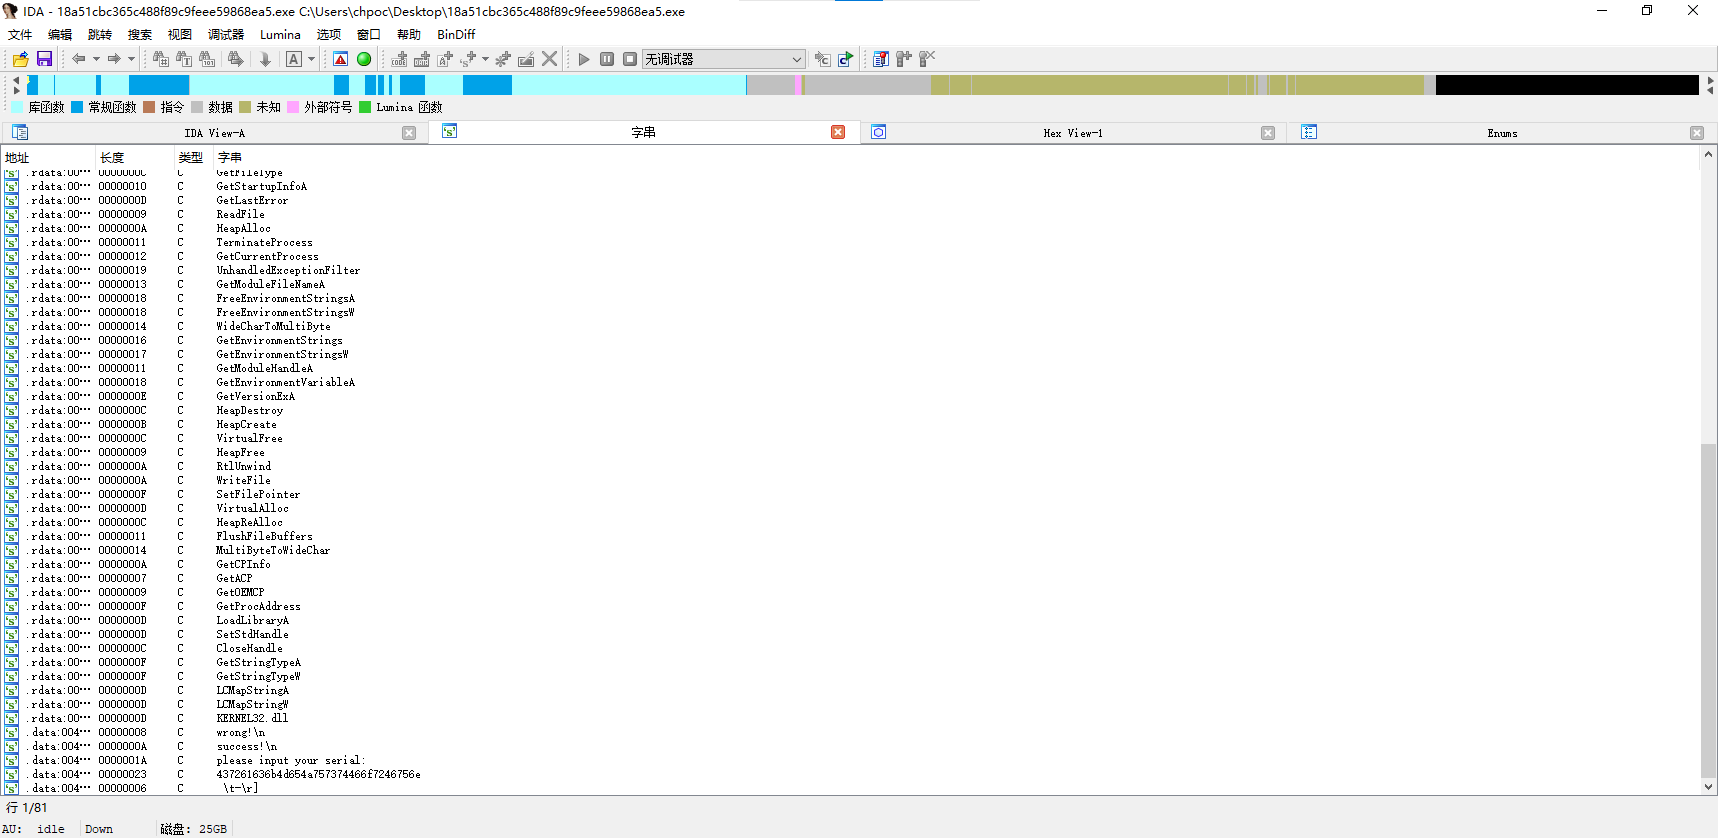 IDA - 18a51cbc365c488f89c9feee59868ea5.exe C:\Users\chpoc\Desktop\18a51cbc365c488f89c9feee59868ea5.exe
文件 编辑 跳转 搜索 视图 调试器 Lumina 选项 窗口 帮助 BinDiff
无调试器
库函数 常规函数 指令 数据 未知 外部符号 Lumina 函数
IDA View-A 字串 Hex View-1 Enums
地址 长度 类型 字串
.rdata:00… 0000000C C GetFileType
.rdata:00… 00000010 C GetStartupInfoA
.rdata:00… 0000000D C GetLastError
.rdata:00… 00000009 C ReadFile
.rdata:00… 0000000A C HeapAlloc
.rdata:00… 00000011 C TerminateProcess
.rdata:00… 00000012 C GetCurrentProcess
.rdata:00… 00000019 C UnhandledExceptionFilter
.rdata:00… 00000013 C GetModuleFileNameA
.rdata:00… 00000018 C FreeEnvironmentStringsA
.rdata:00… 00000018 C FreeEnvironmentStringsW
.rdata:00… 00000014 C WideCharToMultiByte
.rdata:00… 00000016 C GetEnvironmentStrings
.rdata:00… 00000017 C GetEnvironmentStringsW
.rdata:00… 00000011 C GetModuleHandleA
.rdata:00… 00000018 C GetEnvironmentVariableA
.rdata:00… 0000000E C GetVersionExA
.rdata:00… 0000000C C HeapDestroy
.rdata:00… 0000000B C HeapCreate
.rdata:00… 0000000C C VirtualFree
.rdata:00… 00000009 C HeapFree
.rdata:00… 0000000A C RtlUnwind
.rdata:00… 0000000A C WriteFile
.rdata:00… 0000000F C SetFilePointer
.rdata:00… 0000000D C VirtualAlloc
.rdata:00… 0000000C C HeapReAlloc
.rdata:00… 00000011 C FlushFileBuffers
.rdata:00… 00000014 C MultiByteToWideChar
.rdata:00… 0000000A C GetCPInfo
.rdata:00… 00000007 C GetACP
.rdata:00… 00000009 C GetOEMCP
.rdata:00… 0000000F C GetProcAddress
.rdata:00… 0000000D C LoadLibraryA
.rdata:00… 0000000D C SetStdHandle
.rdata:00… 0000000C C CloseHandle
.rdata:00… 0000000F C GetStringTypeA
.rdata:00… 0000000F C GetStringTypeW
.rdata:00… 0000000D C LCMapStringA
.rdata:00… 0000000D C LCMapStringW
.rdata:00… 0000000D C KERNEL32.dll
.data:004… 00000008 C wrong!\n
.data:004… 0000000A C success!\n
.data:004… 0000001A C please input your serial:
.data:004… 00000023 C 437261636b4d654a757374466f7246756e
.data:004… 00000006 C \t-\r]
行 1/81
AU: idle Down 磁盘: 25GB